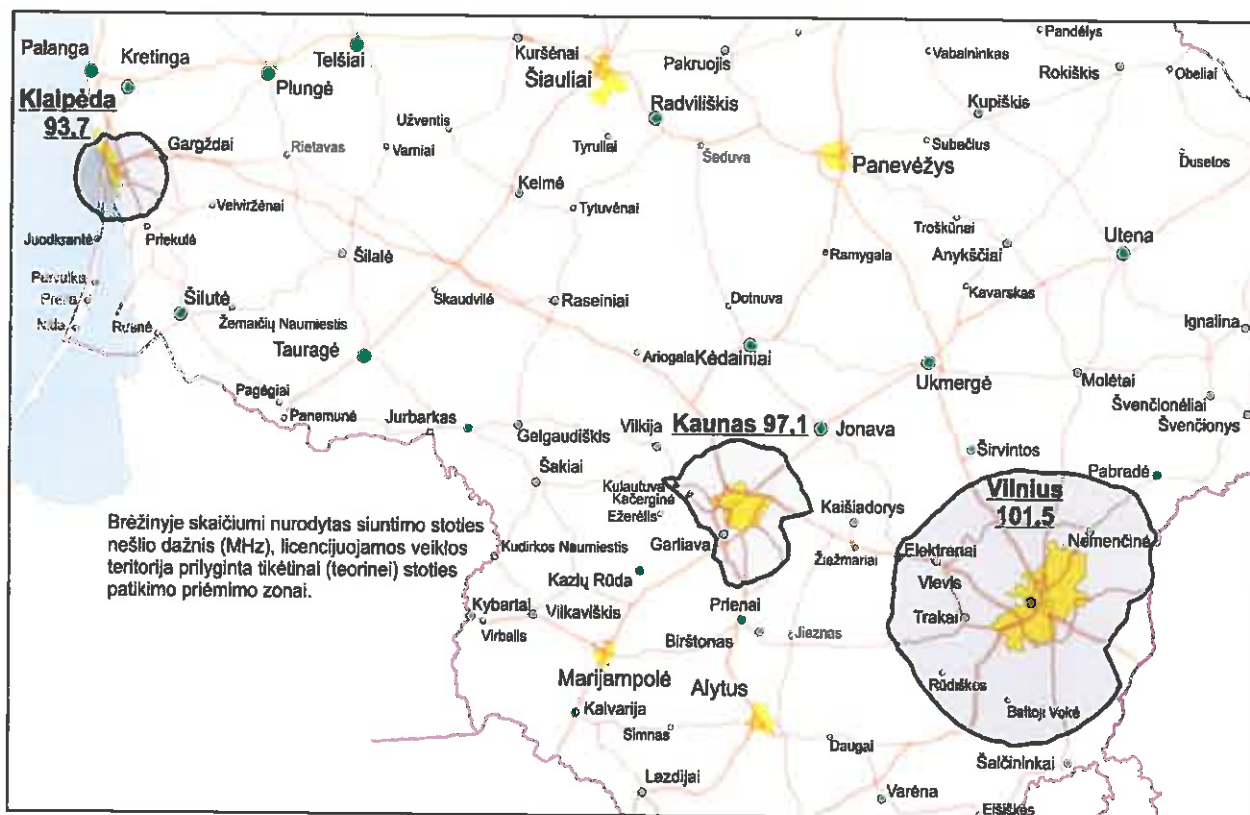 Pandėlys
Palanga
Kretinga
Telšiai
Kuršėnai
Pakruojis
Vabalninkas
Rokiškis
Obeliai
Plungė
Šiauliai
Radviliškis
Kupiškis
Klaipėda
93,7
Gargždai
Rietavas
Užventis
Varniai
Tyruliai
Šeduva
Panevėžys
Subačius
Dusetos
Kelmė
Tytuvėnai
Veiviržėnai
Troškūnai
Juodkrantė
Priekulė
Šilalė
Ramygala
Anykščiai
Utena
Pervalka
Preila
Nida
Rusnė
Šilutė
Žemaičių Naumiestis
Skaudvilė
Raseiniai
Dotnuva
Kavarskas
Ignalina
Tauragė
Ariogala
Kėdainiai
Ukmergė
Molėtai
Pagėgiai
Panemunė
Švenčionėliai
Švenčionys
Jurbarkas
Gelgaudiškis
Vilkija
Kaunas 97,1
Jonava
Širvintos
Šakiai
Pabradė
Kulautuva
Kačerginė
Ežerėlis
Kaišiadorys
Vilnius
101,5
Brėžinyje skaičiumi nurodytas siuntimo stoties
nešlio dažnis (MHz), licencijuojamos veiklos
teritorija prilyginta tikėtinai (teorinei) stoties
patikimo priėmimo zonai.
Kudirkos Naumiestis
Garliava
Žiežmariai
Elektrėnai
Nemenčinė
Kazlų Rūda
Vievis
Kybartai
Vilkaviškis
Virbalis
Prienai
Birštonas
Jieznas
Trakai
Marijampolė
Alytus
Rūdiškės
Baltoji Vokė
Kalvarija
Simnas
Daugai
Šalčininkai
Lazdijai
Varėna
Eišiškės